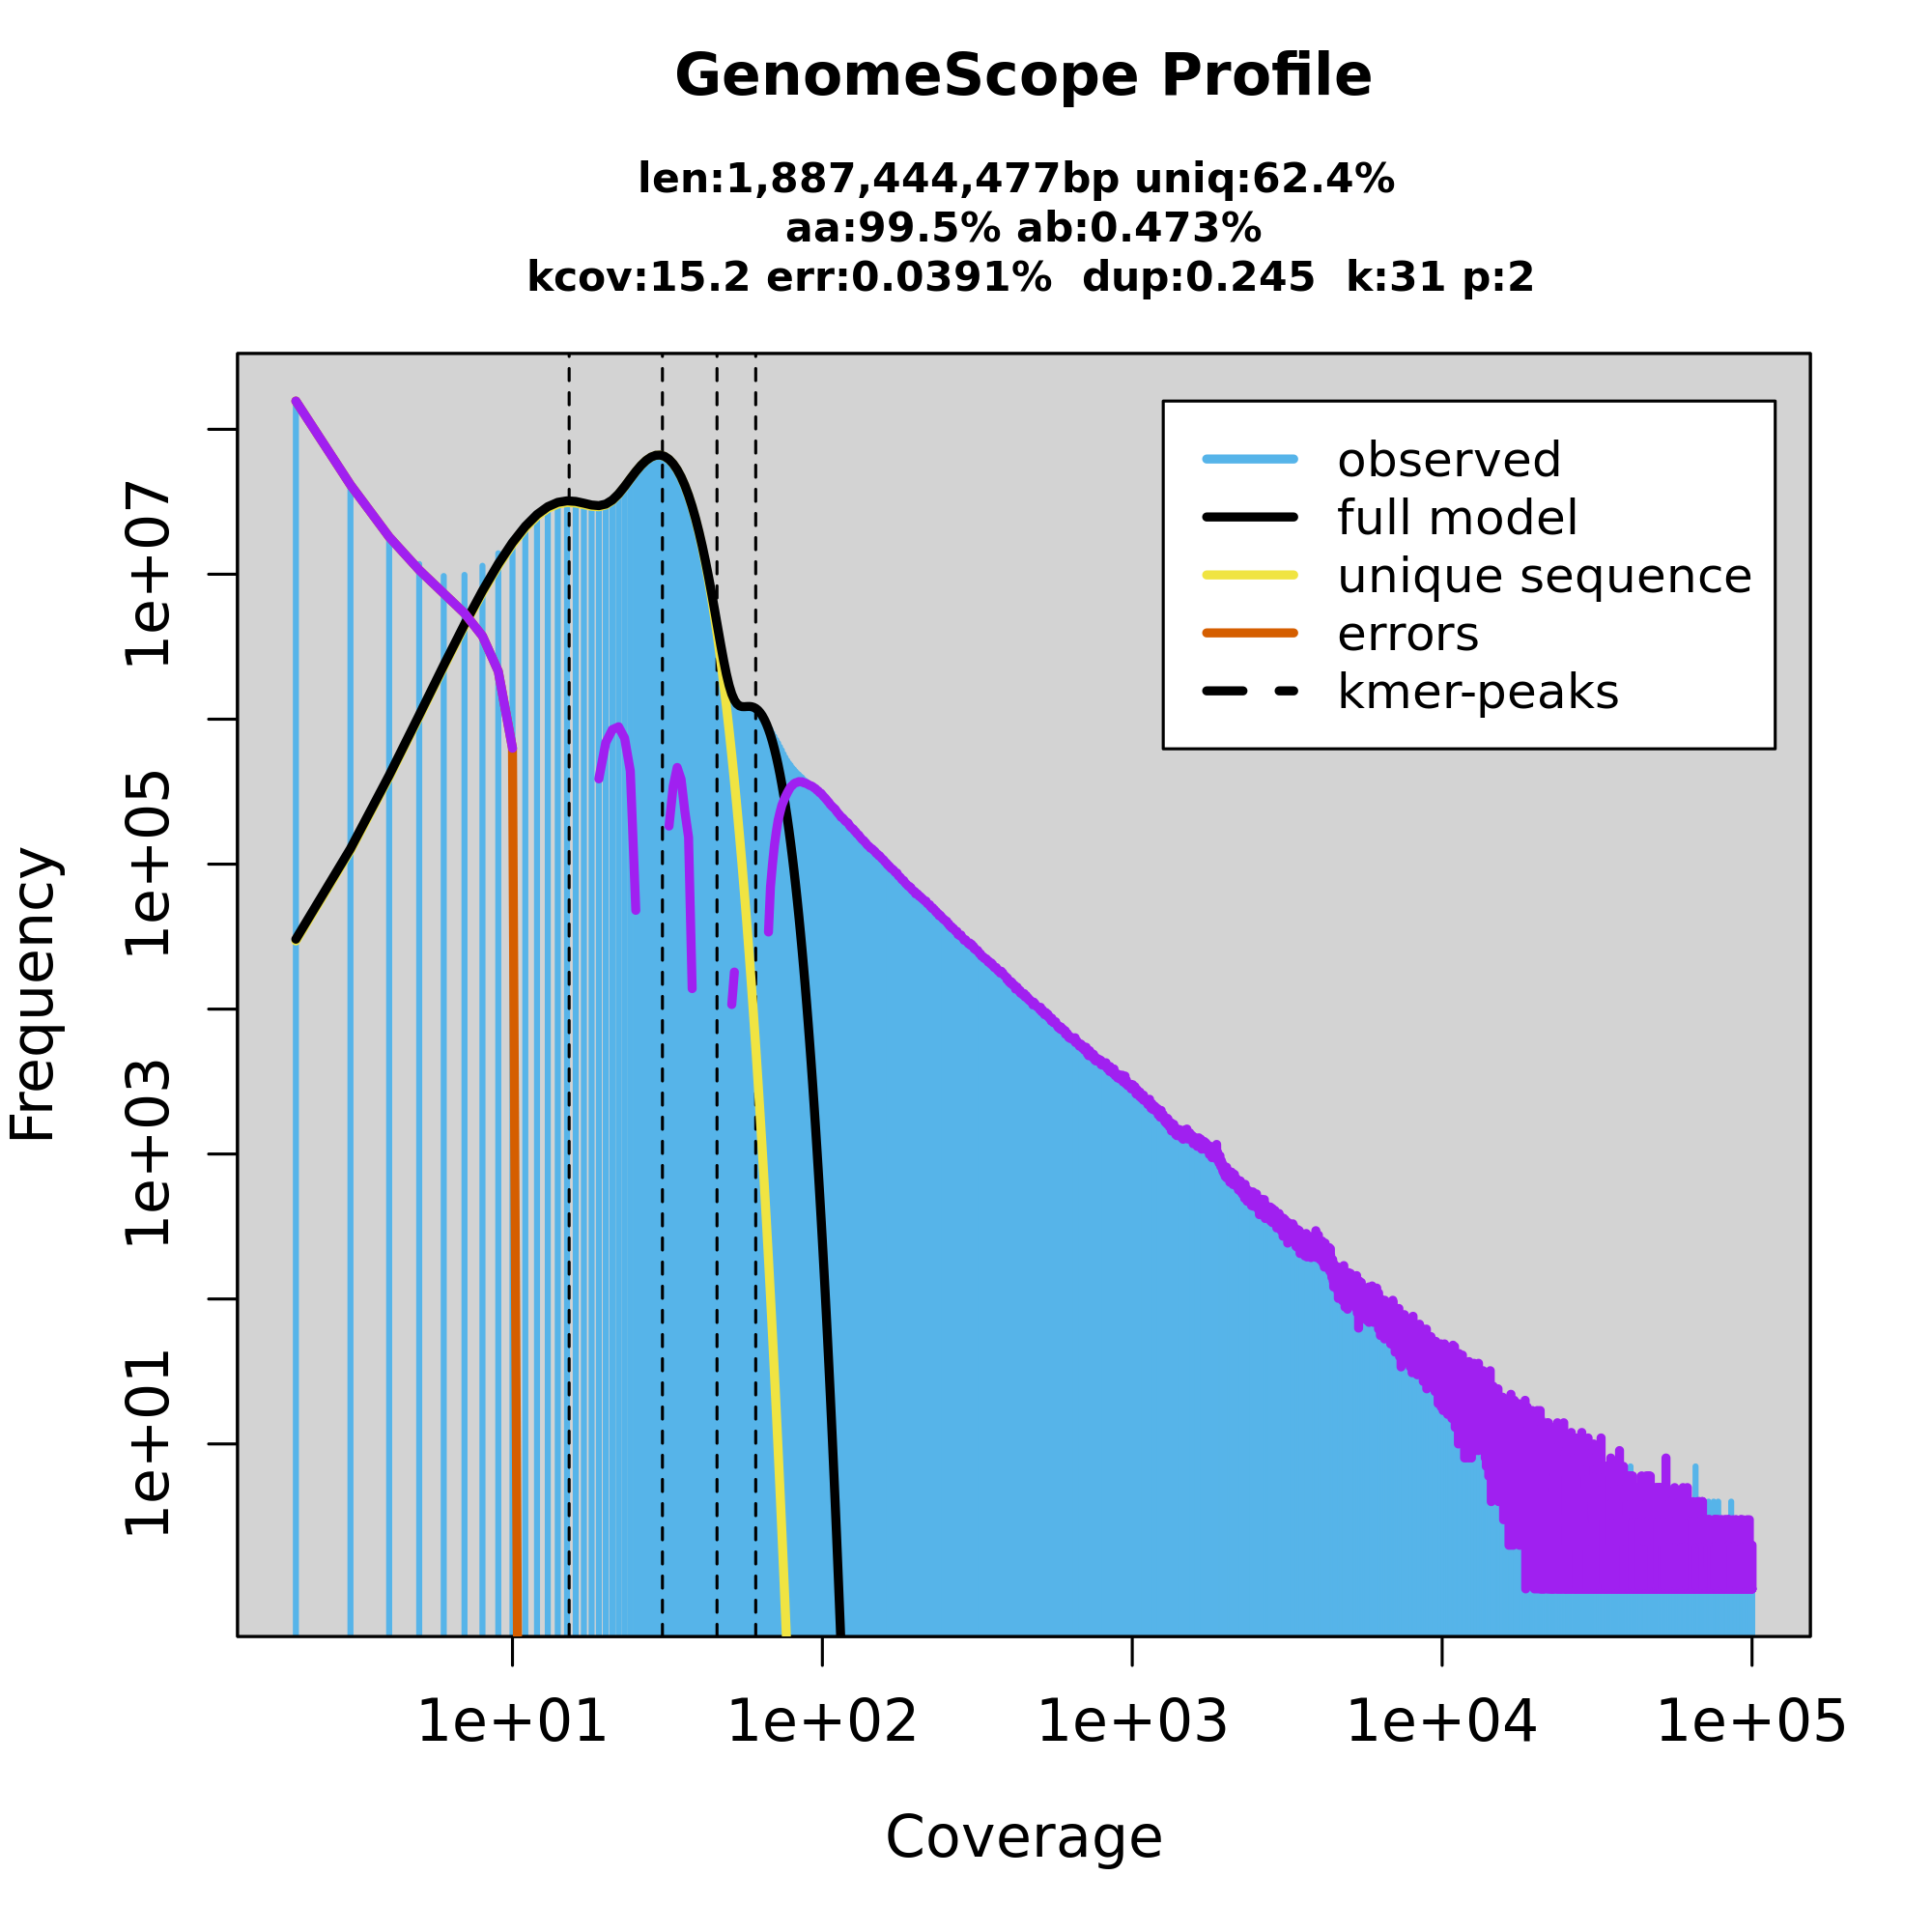 GenomeScope Profile
len:1,887,444,477bp uniq:62.4%
aa:99.5% ab:0.473%
kcov:15.2 err:0.0391% dup:0.245 k:31 p:2
observed
full model
unique sequence
errors
kmer-peaks
Frequency
1e+07
1e+05
1e+03
1e+01
1e+01 1e+02 1e+03 1e+04 1e+05
Coverage